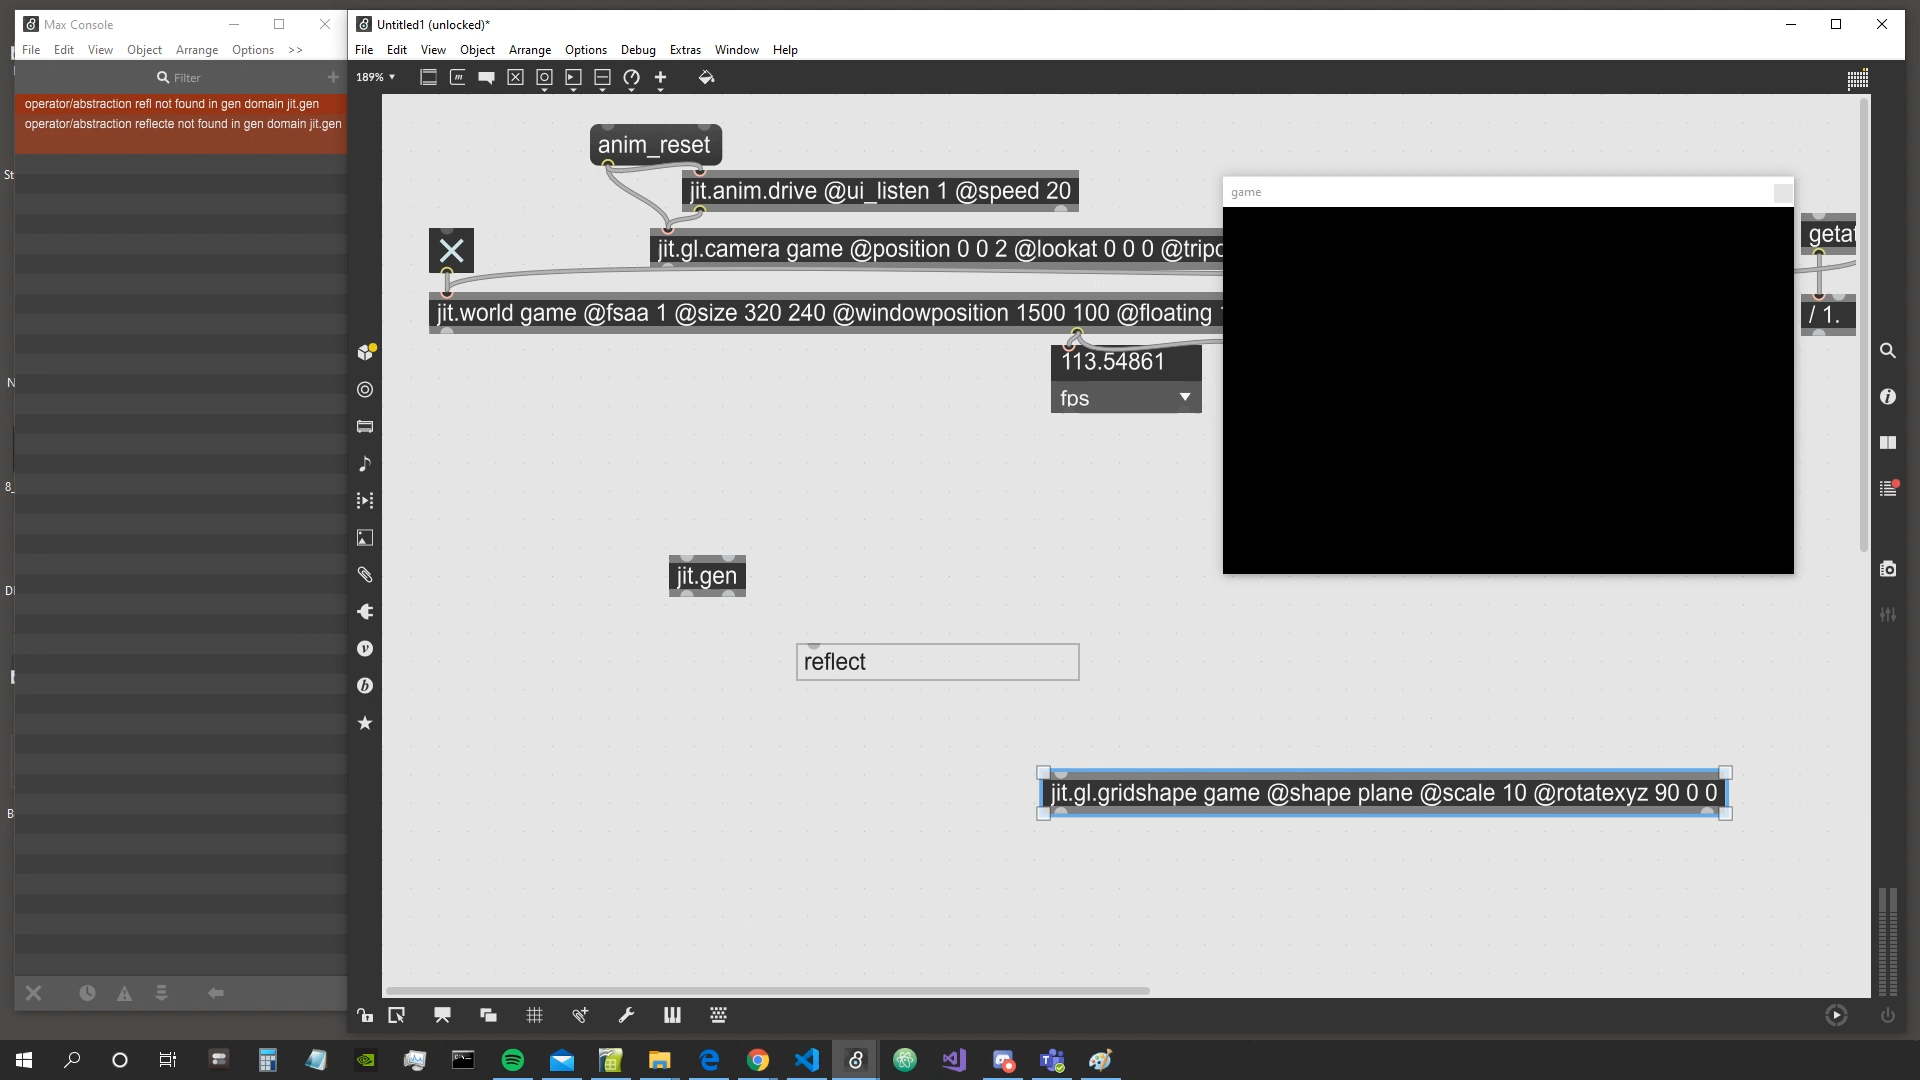 Max Console
File Edit View Object Arrange Options >>
Filter
operator/abstraction refl not found in gen domain jit.gen
operator/abstraction reflecte not found in gen domain jit.gen
St
N
8_
DI
B
Untitled1 (unlocked)*
File Edit View Object Arrange Options Debug Extras Window Help
189%
anim_reset
jit.anim.drive @ui_listen 1 @speed 20
jit.gl.camera game @position 0 0 2 @lookat 0 0 0
jit.world game @fsaa 1 @size 320 240 @windowposition 1500 100 @floating
113.54861
fps
game
/ 1.
jit.gen
reflect
jit.gl.gridshape game @shape plane @scale 10 @rotatexyz 90 0 0